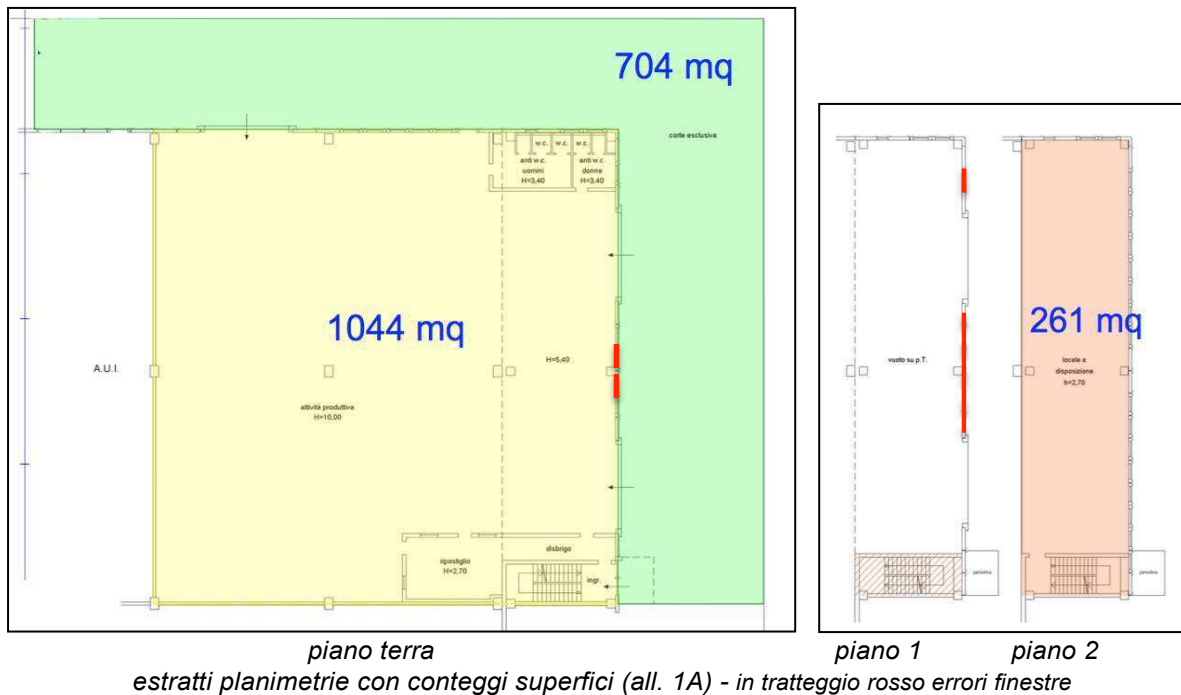 704 mq
corte esclusiva
w.c. w.c. w.c.
anti w.c.
uomini
H=3,40
anti w.c.
donne
H=3,40
1044 mq
H=5,40
A.U.I.
attività produttiva
H=10,00
disbrigo
ripostiglio
H=2,70
ingr.
vuoto su p.T.
261 mq
locale a
disposizione
h=2,70
pensilina
pensilina
piano terra
piano 1
piano 2
estratti planimetrie con conteggi superfici (all. 1A) - in tratteggio rosso errori finestre